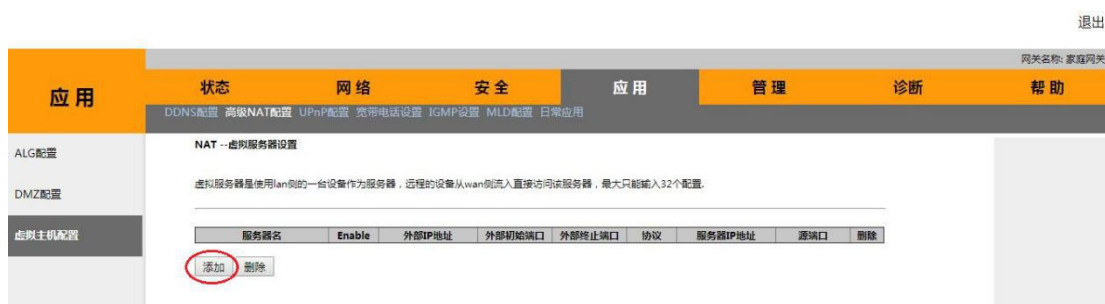 退出
网关名称: 家庭网关
应用
状态 网络 安全 应用 管理 诊断 帮助
DDNS配置 高级NAT配置 UPnP配置 宽带电话设置 IGMP设置 MLD配置 日常应用
ALG配置
DMZ配置
虚拟主机配置
NAT --虚拟服务器设置
虚拟服务器是使用lan侧的一台设备作为服务器，远程的设备从wan侧流入直接访问该服务器，最大只能输入32个配置.
服务器名 Enable 外部IP地址 外部初始端口 外部终止端口 协议 服务器IP地址 源端口 删除
添加 删除